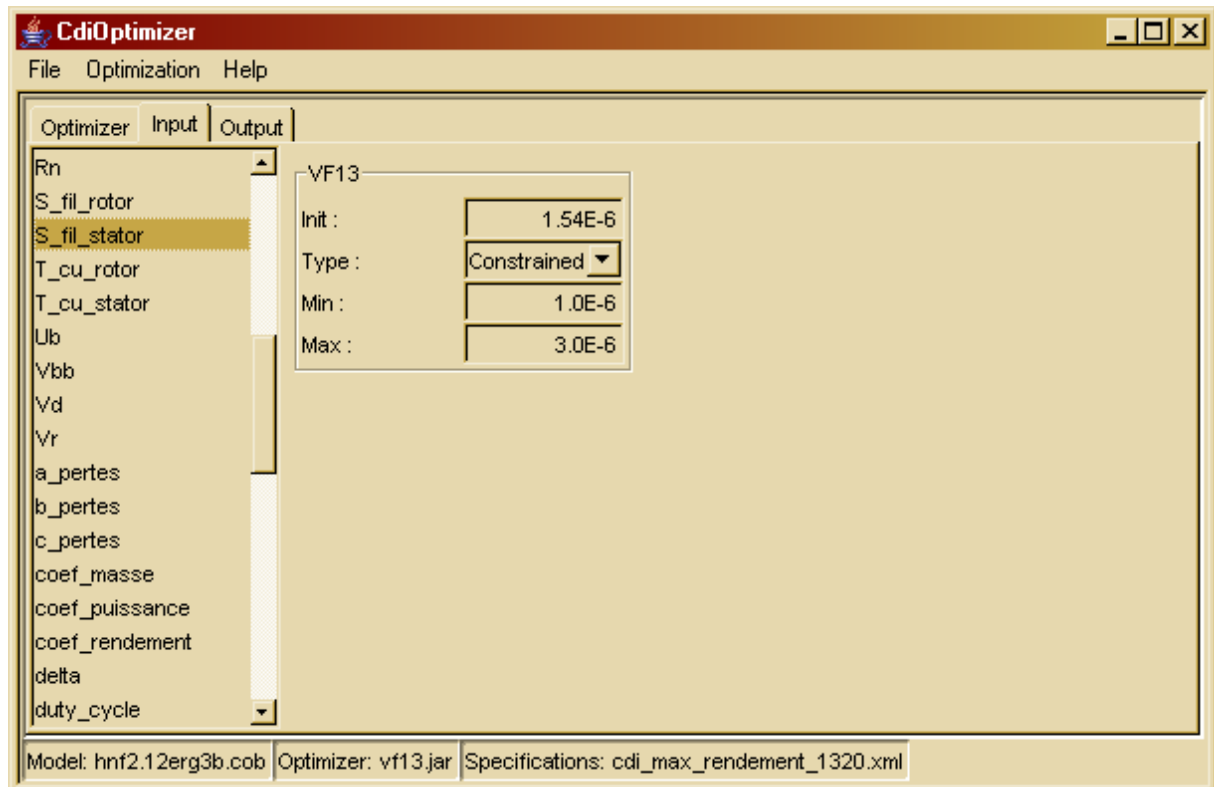 CdiOptimizer
File Optimization Help
Optimizer Input Output
Rn
S_fil_rotor
S_fil_stator
T_cu_rotor
T_cu_stator
Ub
Vbb
Vd
Vr
a_pertes
b_pertes
c_pertes
coef_masse
coef_puissance
coef_rendement
delta
duty_cycle
VF13
Init : 1.54E-6
Type : Constrained
Min : 1.0E-6
Max : 3.0E-6
Model: hnf2.12erg3b.cob Optimizer: vf13.jar Specifications: cdi_max_rendement_1320.xml